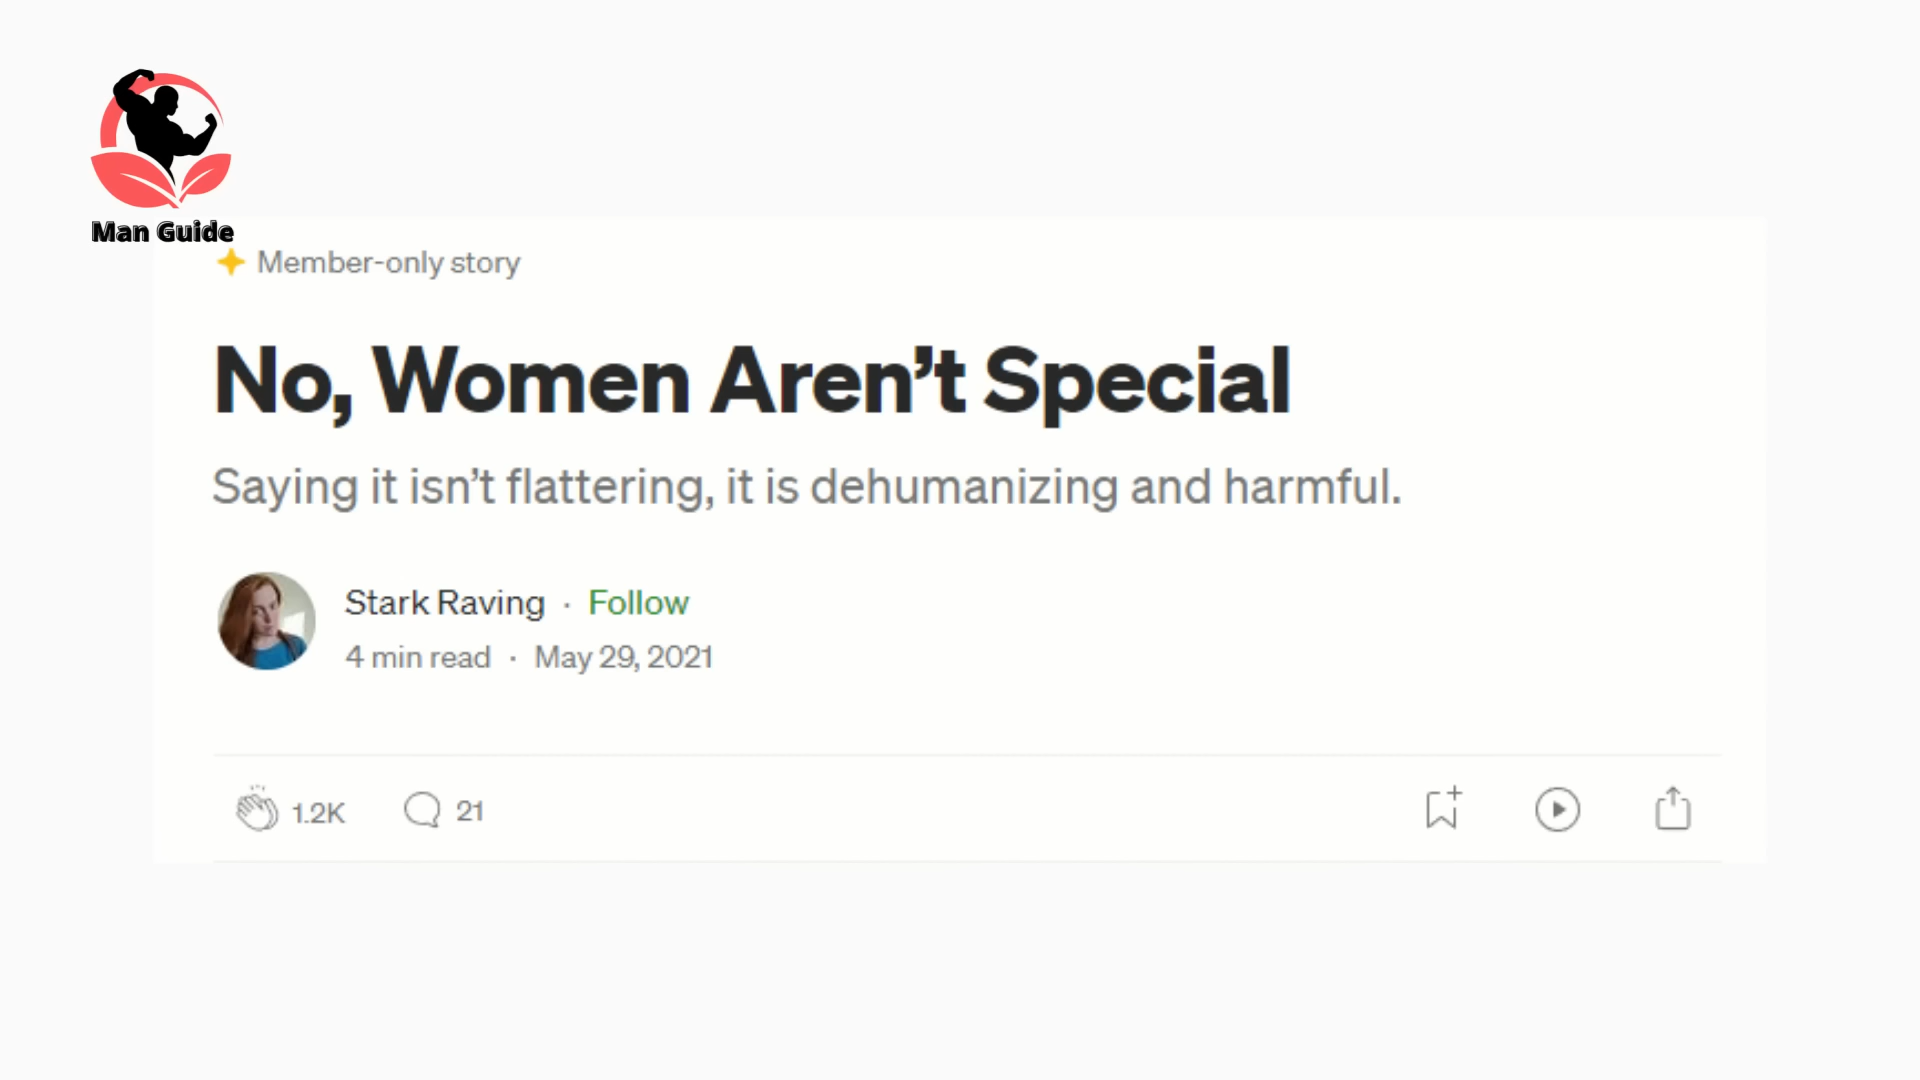 Man Guide
Member-only story
No, Women Aren’t Special
Saying it isn’t flattering, it is dehumanizing and harmful.
Stark Raving · Follow
4 min read · May 29, 2021
1.2K 21